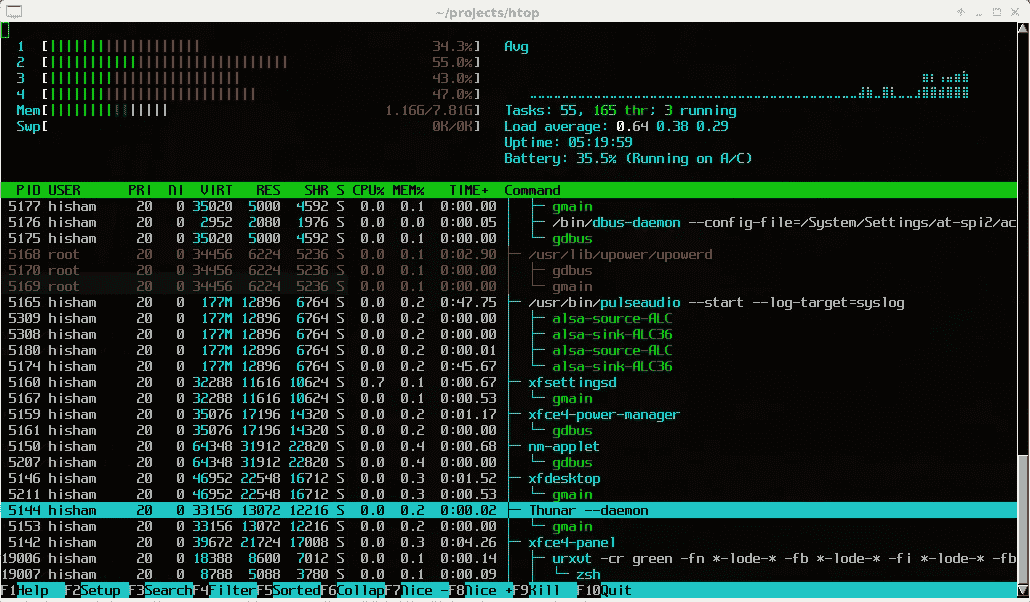 ~/projects/htop
1 [ 34.3%] Avg
2 [ 55.0%]
3 [ 43.0%]
4 [ 47.0%]
Mem[ 1.16G/7.81G] Tasks: 55, 165 thr; 3 running
Swp[ 0K/0K] Load average: 0.64 0.38 0.29
Uptime: 05:19:59
Battery: 35.5% (Running on A/C)
PID USER PRI NI VIRT RES SHR S CPU% MEM% TIME+ Command
5177 hisham 20 0 35020 5000 4592 S 0.0 0.1 0:00.00 gmain
5176 hisham 20 0 2952 2080 1976 S 0.0 0.0 0:00.05 /bin/dbus-daemon --config-file=/System/Settings/at-spi2/ac
5175 hisham 20 0 35020 5000 4592 S 0.0 0.1 0:00.00 gdbus
5168 root 20 0 34456 6224 5236 S 0.0 0.1 0:02.90 /usr/lib/upower/upowerd
5170 root 20 0 34456 6224 5236 S 0.0 0.1 0:00.00 gdbus
5169 root 20 0 34456 6224 5236 S 0.0 0.1 0:00.00 gmain
5165 hisham 20 0 177M 12896 6764 S 0.0 0.2 0:47.75 /usr/bin/pulseaudio --start --log-target=syslog
5309 hisham 20 0 177M 12896 6764 S 0.0 0.2 0:00.00 alsa-source-ALC
5308 hisham 20 0 177M 12896 6764 S 0.0 0.2 0:00.00 alsa-sink-ALC36
5180 hisham 20 0 177M 12896 6764 S 0.0 0.2 0:00.01 alsa-source-ALC
5174 hisham 20 0 177M 12896 6764 S 0.0 0.2 0:45.67 alsa-sink-ALC36
5160 hisham 20 0 32288 11616 10624 S 0.7 0.1 0:00.67 xfsettingsd
5167 hisham 20 0 32288 11616 10624 S 0.0 0.1 0:00.53 gmain
5159 hisham 20 0 35076 17196 14320 S 0.0 0.2 0:01.17 xfce4-power-manager
5161 hisham 20 0 35076 17196 14320 S 0.0 0.2 0:00.00 gdbus
5150 hisham 20 0 64348 31912 22820 S 0.0 0.4 0:00.68 nm-applet
5207 hisham 20 0 64348 31912 22820 S 0.0 0.4 0:00.00 gdbus
5146 hisham 20 0 46952 22548 16712 S 0.0 0.3 0:01.52 xfdesktop
5211 hisham 20 0 46952 22548 16712 S 0.0 0.3 0:00.53 gmain
5144 hisham 20 0 33156 13072 12216 S 0.0 0.2 0:00.02 Thunar --daemon
5153 hisham 20 0 33156 13072 12216 S 0.0 0.2 0:00.00 gmain
5142 hisham 20 0 39672 21724 17008 S 0.0 0.3 0:04.26 xfce4-panel
19006 hisham 20 0 18388 8600 7012 S 0.0 0.1 0:00.14 urxvt -cr green -fn *-lode-* -fb *-lode-* -fi *-lode-* -fb
19007 hisham 20 0 8788 5088 3780 S 0.0 0.1 0:00.09 zsh
F1Help F2Setup F3SearchF4FilterF5SortedF6CollapF7Nice -F8Nice +F9Kill F10Quit